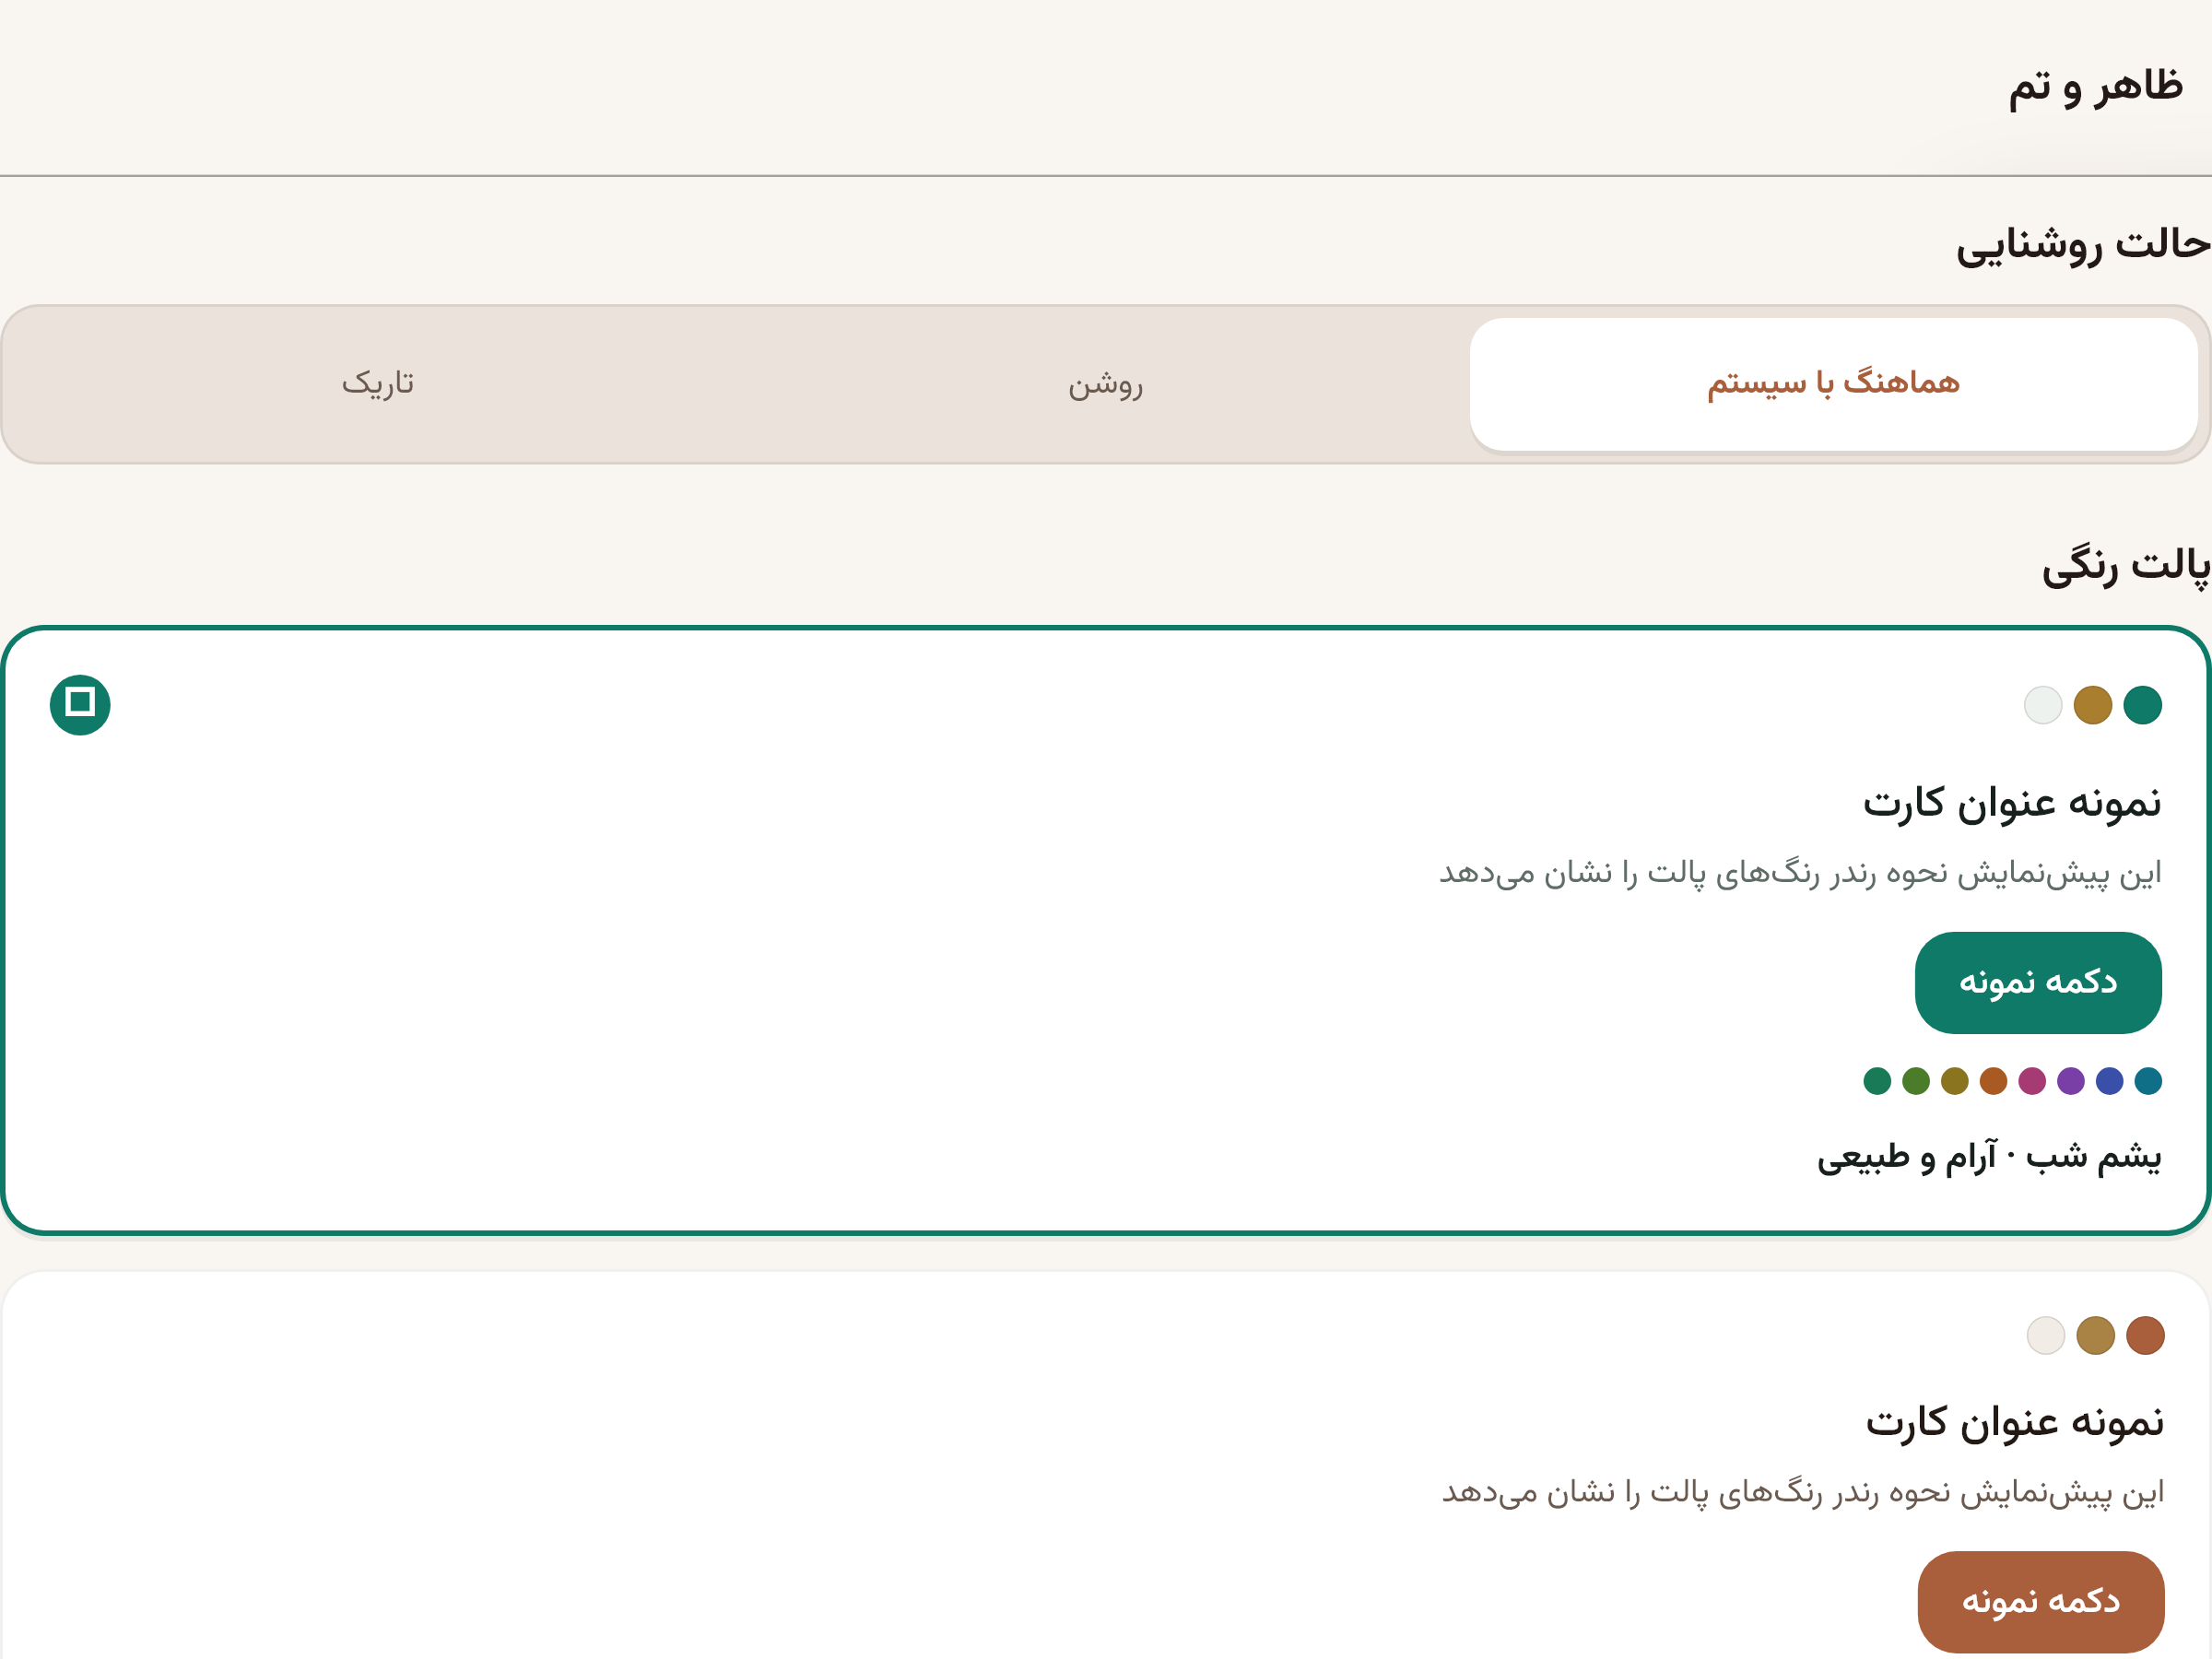 ظاهر و تم
حالت روشنایی
هماهنگ با سیستم
روشن
تاریک
پالت رنگی
نمونه عنوان کارت
این پیش‌نمایش نحوه رندر رنگ‌های پالت را نشان می‌دهد
دکمه نمونه
یشم شب · آرام و طبیعی
نمونه عنوان کارت
این پیش‌نمایش نحوه رندر رنگ‌های پالت را نشان می‌دهد
دکمه نمونه